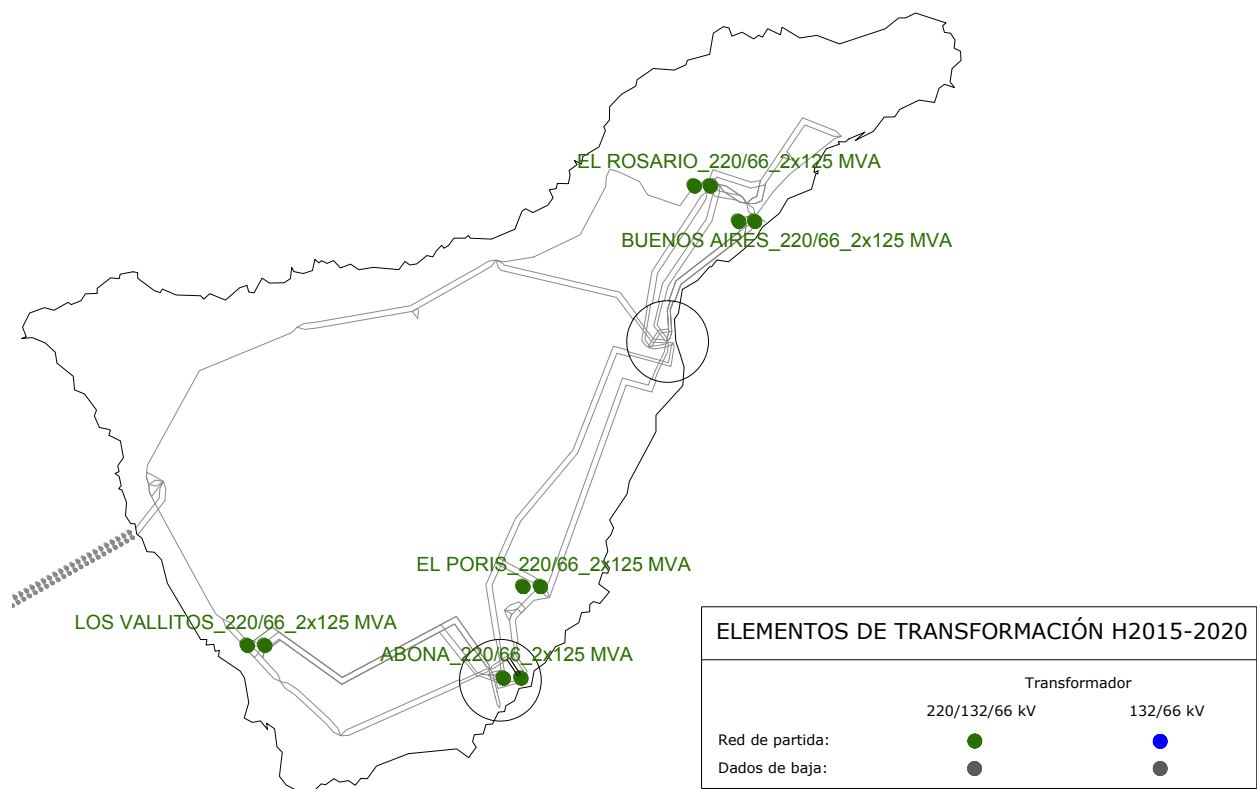 EL ROSARIO_220/66_2x125 MVA
BUENOS AIRES_220/66_2x125 MVA
EL PORIS_220/66_2x125 MVA
LOS VALLITOS_220/66_2x125 MVA
ABONA_220/66_2x125 MVA
ELEMENTOS DE TRANSFORMACIÓN H2015-2020
Transformador
220/132/66 kV 132/66 kV
Red de partida:
Dados de baja: